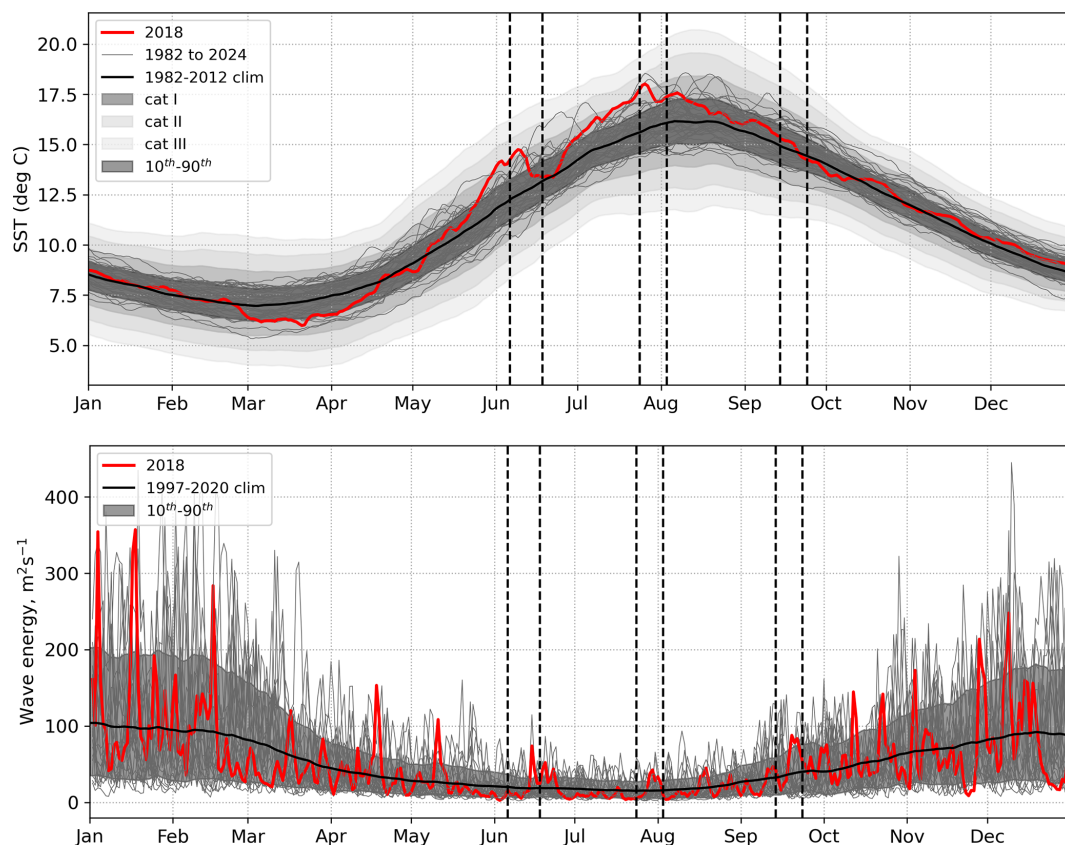 20.0
17.5
15.0
12.5
10.0
7.5
5.0
SST (deg C)
2018
1982 to 2024
1982-2012 clim
cat I
cat II
cat III
10th-90th
Jan Feb Mar Apr May Jun Jul Aug Sep Oct Nov Dec
400
300
200
100
0
Wave energy, m²s⁻¹
2018
1997-2020 clim
10th-90th
Jan Feb Mar Apr May Jun Jul Aug Sep Oct Nov Dec